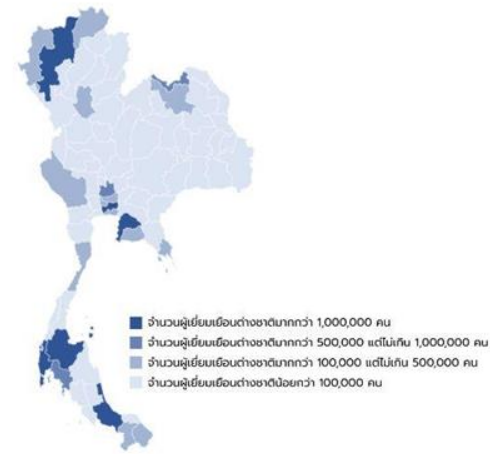 จำนวนผู้เยี่ยมเยือนต่างชาติมากกว่า 1,000,000 คน
จำนวนผู้เยี่ยมเยือนต่างชาติมากกว่า 500,000 แต่ไม่เกิน 1,000,000 คน
จำนวนผู้เยี่ยมเยือนต่างชาติมากกว่า 100,000 แต่ไม่เกิน 500,000 คน
จำนวนผู้เยี่ยมเยือนต่างชาติน้อยกว่า 100,000 คน